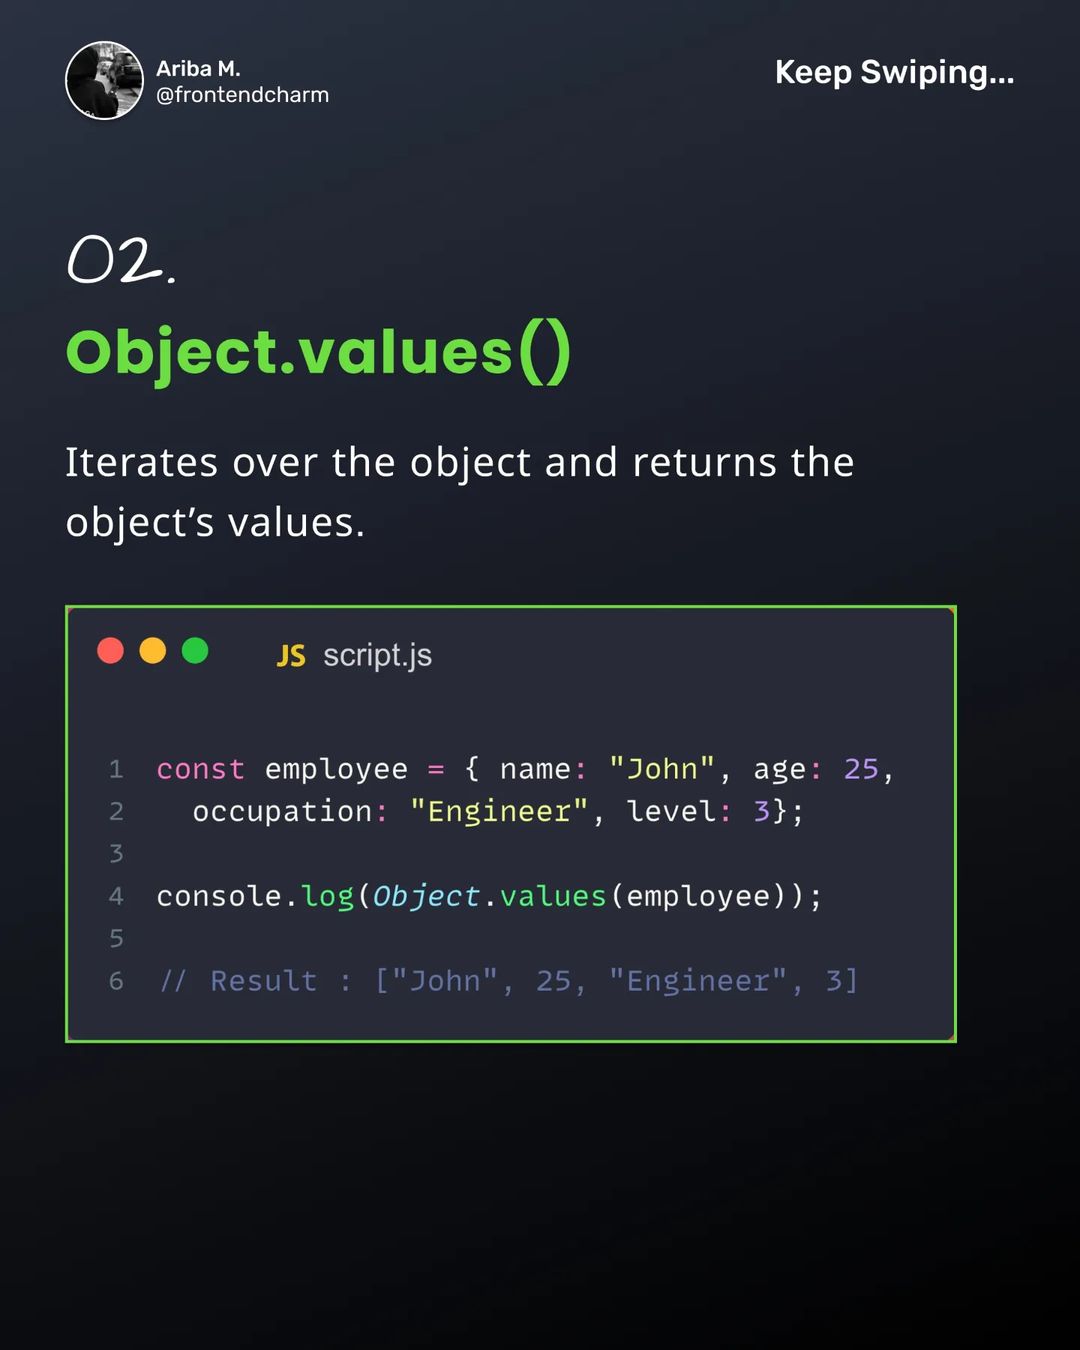 Ariba M.
@frontendcharm
Keep Swiping...
02.
Object.values()
Iterates over the object and returns the
object’s values.
JS script.js
1 const employee = { name: "John", age: 25,
2   occupation: "Engineer", level: 3};
3
4 console.log(Object.values(employee));
5
6 // Result : ["John", 25, "Engineer", 3]